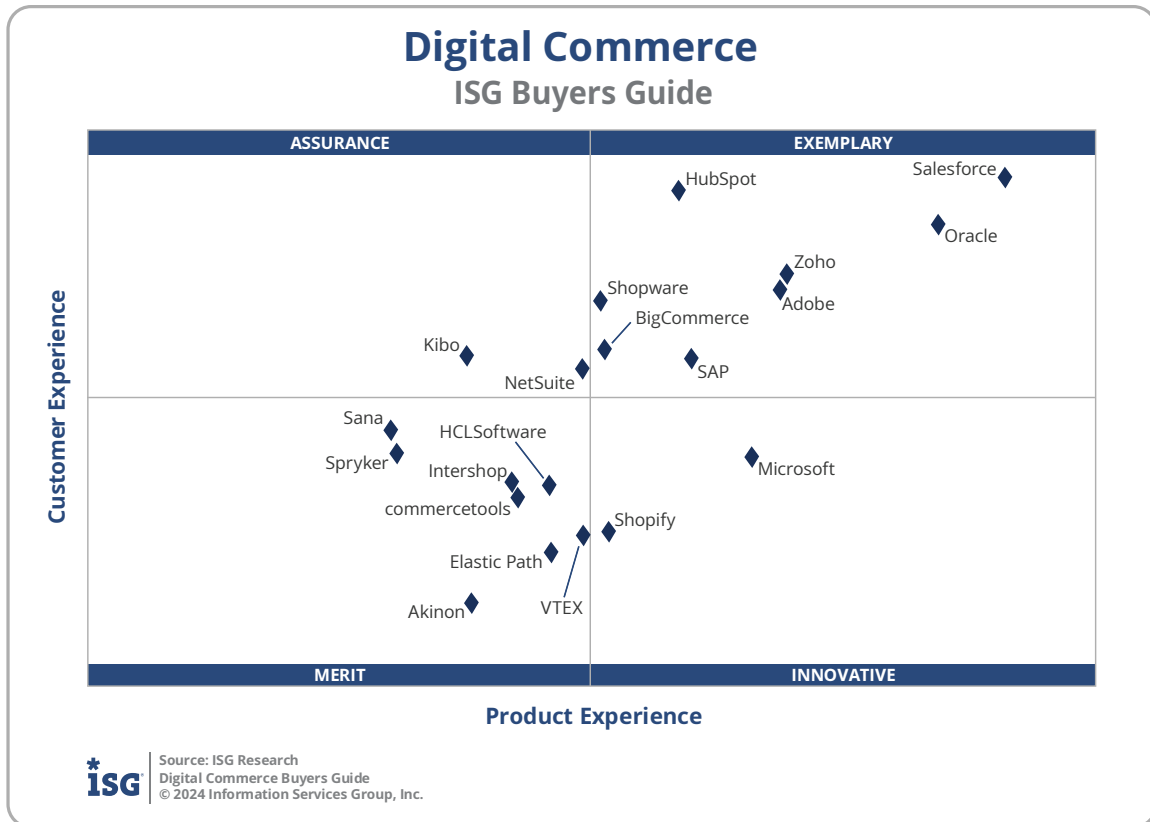 Digital Commerce
ISG Buyers Guide
ASSURANCE
EXEMPLARY
Salesforce
HubSpot
Oracle
Zoho
Shopware
Adobe
BigCommerce
Kibo
SAP
NetSuite
Sana
HCLSoftware
Spryker
Intershop
Microsoft
commercetools
Shopify
Elastic Path
VTEX
Akinon
MERIT
INNOVATIVE
Customer Experience
Product Experience
ISG
Source: ISG Research
Digital Commerce Buyers Guide
© 2024 Information Services Group, Inc.